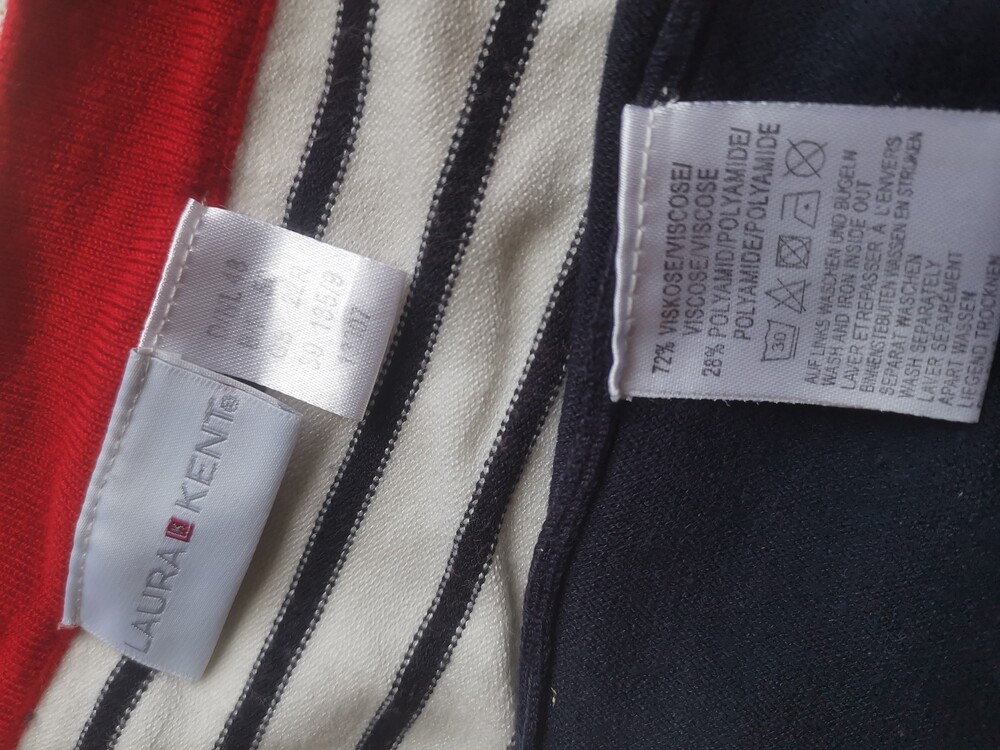 LAURA KENT®
72% VISKOSE/VISCOSE/
VISCOSE/VISCOSE
28% POLYAMID/POLYAMIDE/
POLYAMIDE/POLYAMIDE
30
AUF LINKS WASCHEN UND BÜGELN
WASH AND IRON INSIDE OUT
LAVER ET REPASSER À L'ENVERS
BINNENSTEBUITEN WASSEN EN STRIJKEN
SEPARAT WASCHEN
WASH SEPARATELY
LAVER SÉPARÉMENT
APART WASSEN
LIEGEND TROCKEN